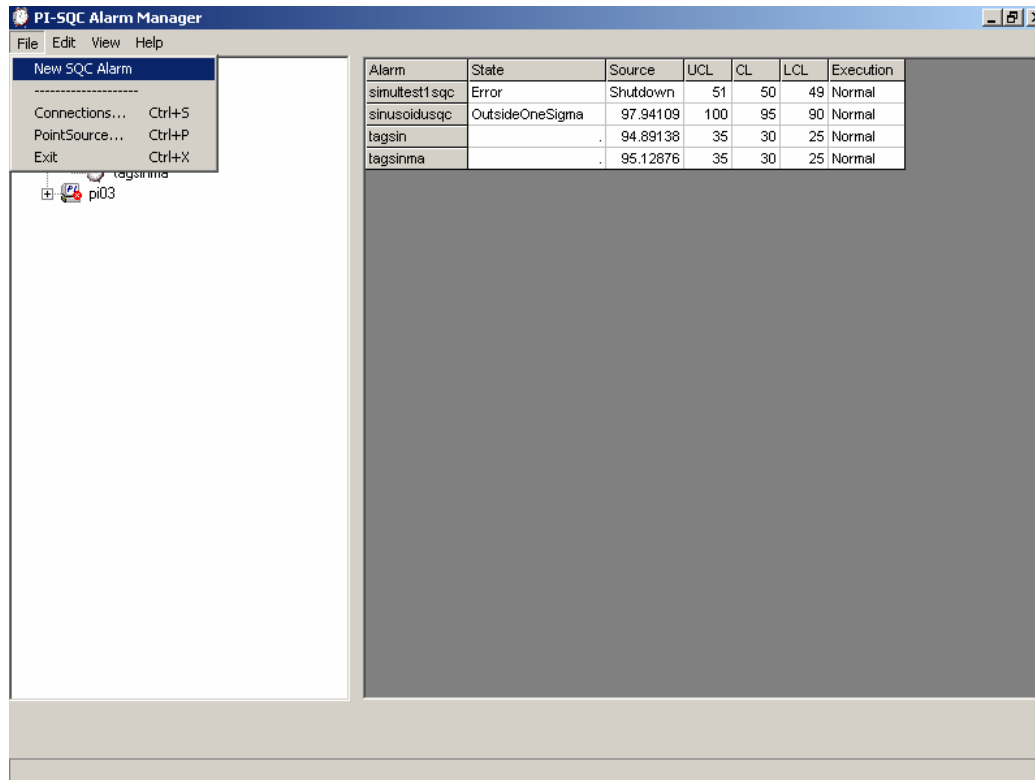 PI-SQC Alarm Manager
File Edit View Help
New SQC Alarm
--------------------
Connections... Ctrl+S
PointSource... Ctrl+P
Exit Ctrl+X
tagsinma
pi03
Alarm State Source UCL CL LCL Execution
simultest1sqc Error Shutdown 51 50 49 Normal
sinusoidusqc OutsideOneSigma 97.94109 100 95 90 Normal
tagsin . 94.89138 35 30 25 Normal
tagsinma . 95.12876 35 30 25 Normal